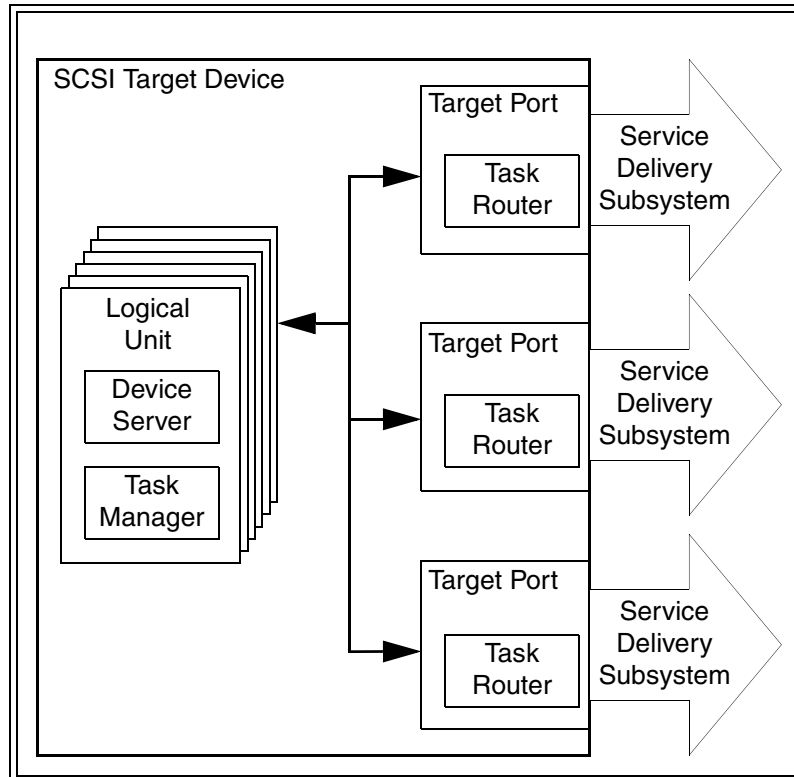 SCSI Target Device
Target Port
Task
Router
Service
Delivery
Subsystem
Logical
Unit
Device
Server
Task
Manager
Target Port
Task
Router
Service
Delivery
Subsystem
Target Port
Task
Router
Service
Delivery
Subsystem